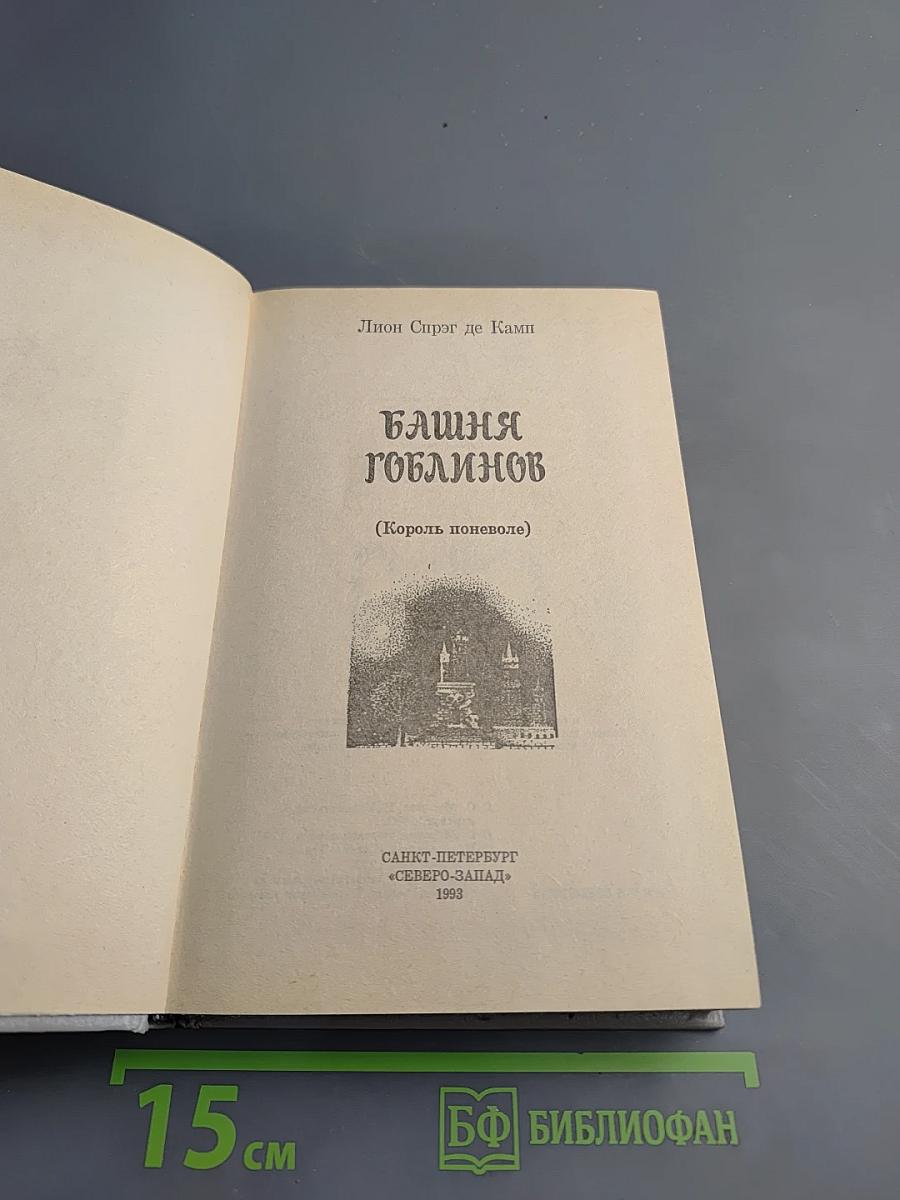 Лион Спрэг де Камп
БАШНЯ
ГОБЛИНОВ
(Король поневоле)
САНКТ-ПЕТЕРБУРГ
«СЕВЕРО-ЗАПАД»
1993
15 см
БФ БИБЛИОФАН